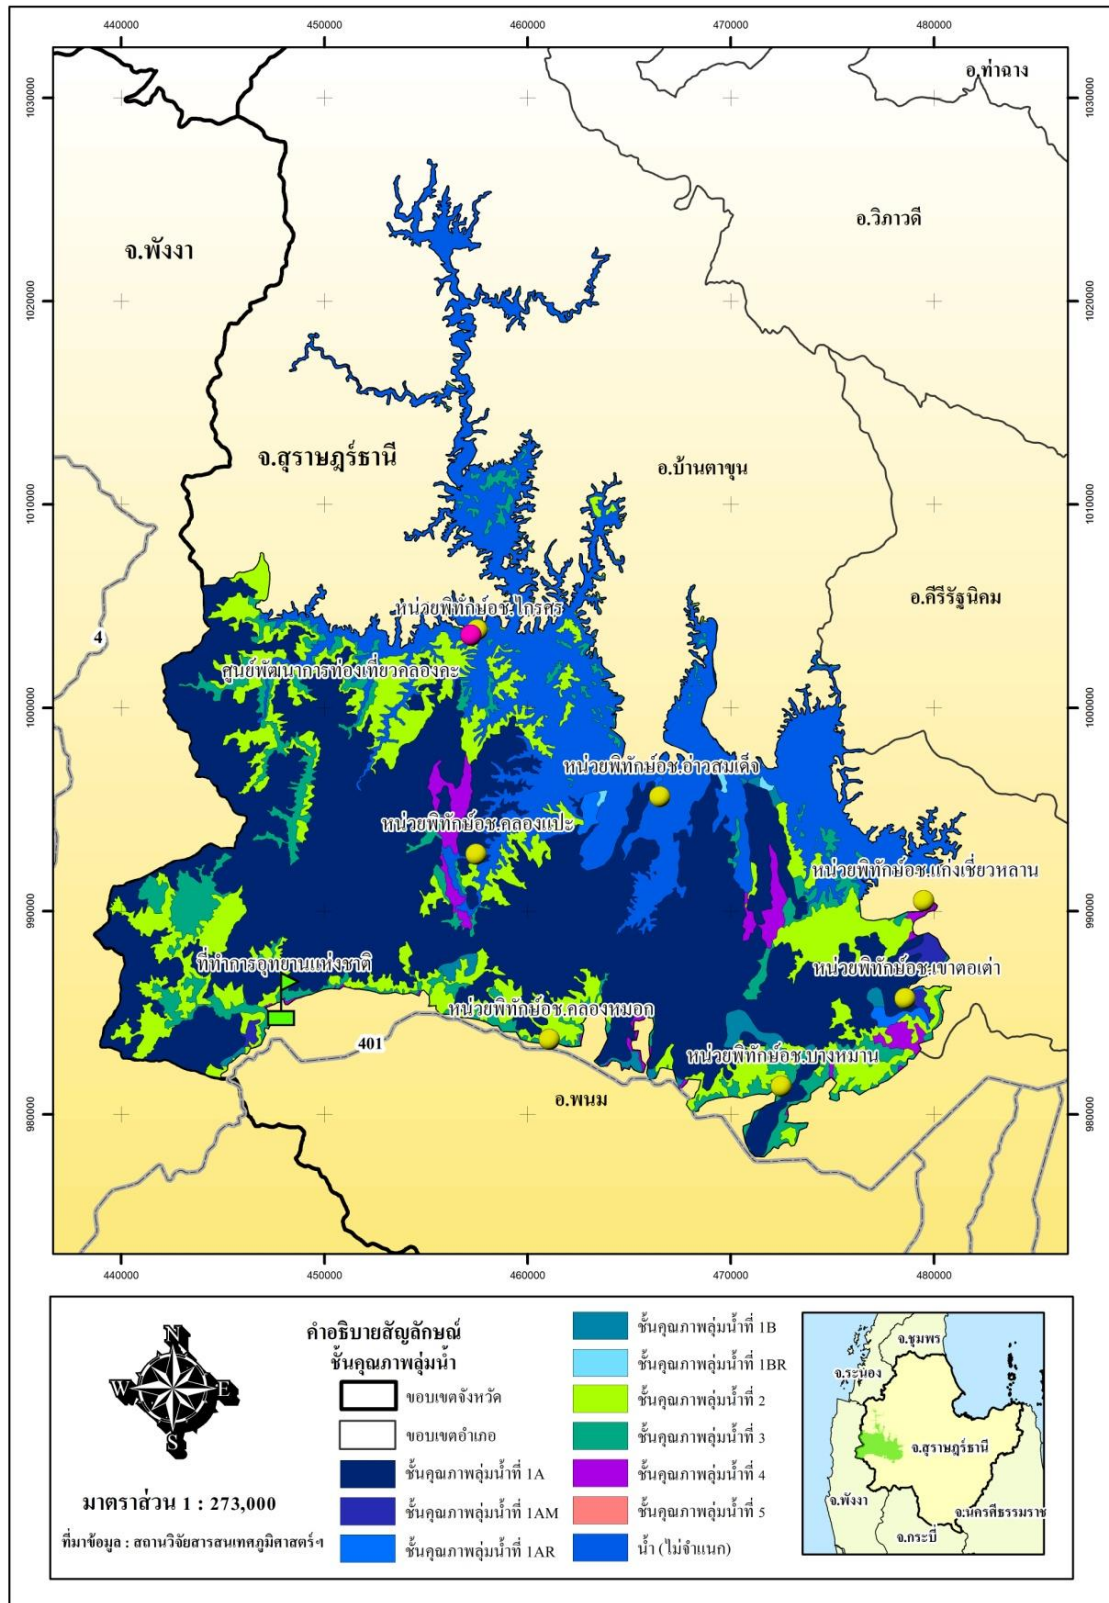 440000 450000 460000 470000 480000
1030000 1030000
1020000 1020000
1010000 1010000
1000000 1000000
990000 990000
980000 980000
อ.ท่าฉาง
อ.วิภาวดี
จ.พังงา
จ.สุราษฎร์ธานี
อ.บ้านตาขุน
อ.คีรีรัฐนิคม
หน่วยพิทักษ์อช.ไกรศร
4
ศูนย์พัฒนาการท่องเที่ยวคลองคะ
หน่วยพิทักษ์อช.อ่าวสมเด็จ
หน่วยพิทักษ์อช.คลองแปะ
หน่วยพิทักษ์อช.แก่งเชี่ยวหลาน
ที่ทำการอุทยานแห่งชาติ
หน่วยพิทักษ์อช.เขาตอเต่า
หน่วยพิทักษ์อช.คลองหมอก
401
หน่วยพิทักษ์อช.บางหมาน
อ.พนม
440000 450000 460000 470000 480000
N
W E
S
มาตราส่วน 1 : 273,000
ที่มาข้อมูล : สถานวิจัยสารสนเทศภูมิศาสตร์ฯ
คำอธิบายสัญลักษณ์
ชั้นคุณภาพลุ่มน้ำ
ขอบเขตจังหวัด
ขอบเขตอำเภอ
ชั้นคุณภาพลุ่มน้ำที่ 1A
ชั้นคุณภาพลุ่มน้ำที่ 1AM
ชั้นคุณภาพลุ่มน้ำที่ 1AR
ชั้นคุณภาพลุ่มน้ำที่ 1B
ชั้นคุณภาพลุ่มน้ำที่ 1BR
ชั้นคุณภาพลุ่มน้ำที่ 2
ชั้นคุณภาพลุ่มน้ำที่ 3
ชั้นคุณภาพลุ่มน้ำที่ 4
ชั้นคุณภาพลุ่มน้ำที่ 5
น้ำ (ไม่จำแนก)
จ.ชุมพร
จ.ระนอง
จ.สุราษฎร์ธานี
จ.พังงา
จ.นครศรีธรรมราช
จ.กระบี่